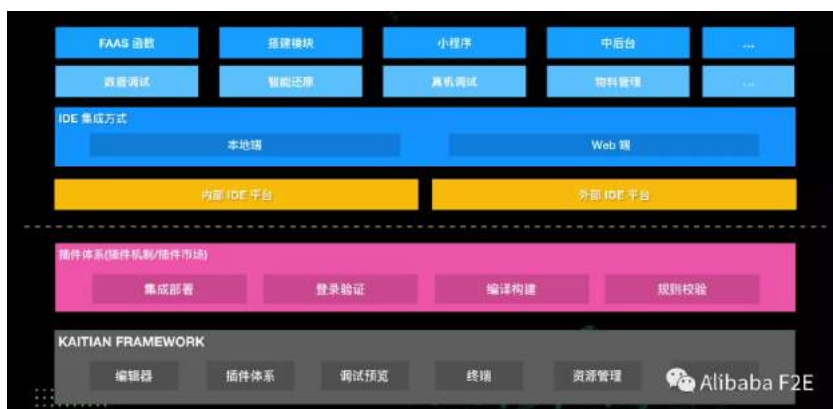 FAAS 函数 搭建模块 小程序 中后台 ...
数据调试 智能还原 真机调试 物料管理 ...
IDE 集成方式
本地端 Web 端
内部 IDE 平台 外部 IDE 平台
插件体系(插件机制/插件市场)
集成部署 登录验证 编译构建 规则校验
KAITIAN FRAMEWORK
编辑器 插件体系 调试预览 终端 资源管理
Alibaba F2E